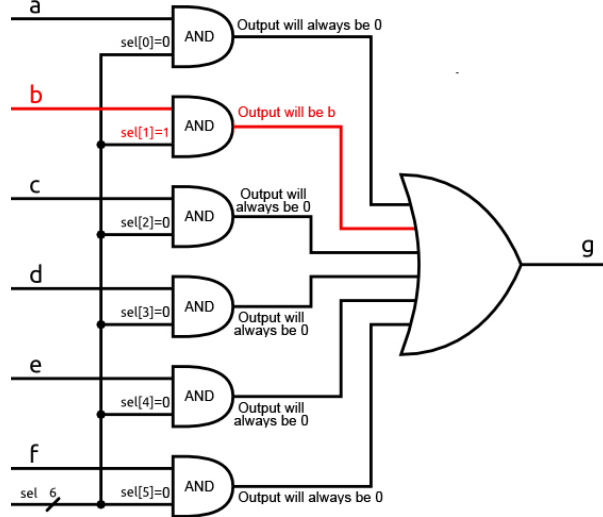 a
AND
Output will always be 0
sel[0]=0
b
AND
Output will be b
sel[1]=1
c
AND
Output will
always be 0
sel[2]=0
g
d
AND
sel[3]=0
Output will
always be 0
e
AND
sel[4]=0
Output will
always be 0
f
AND
sel 6
sel[5]=0
Output will always be 0